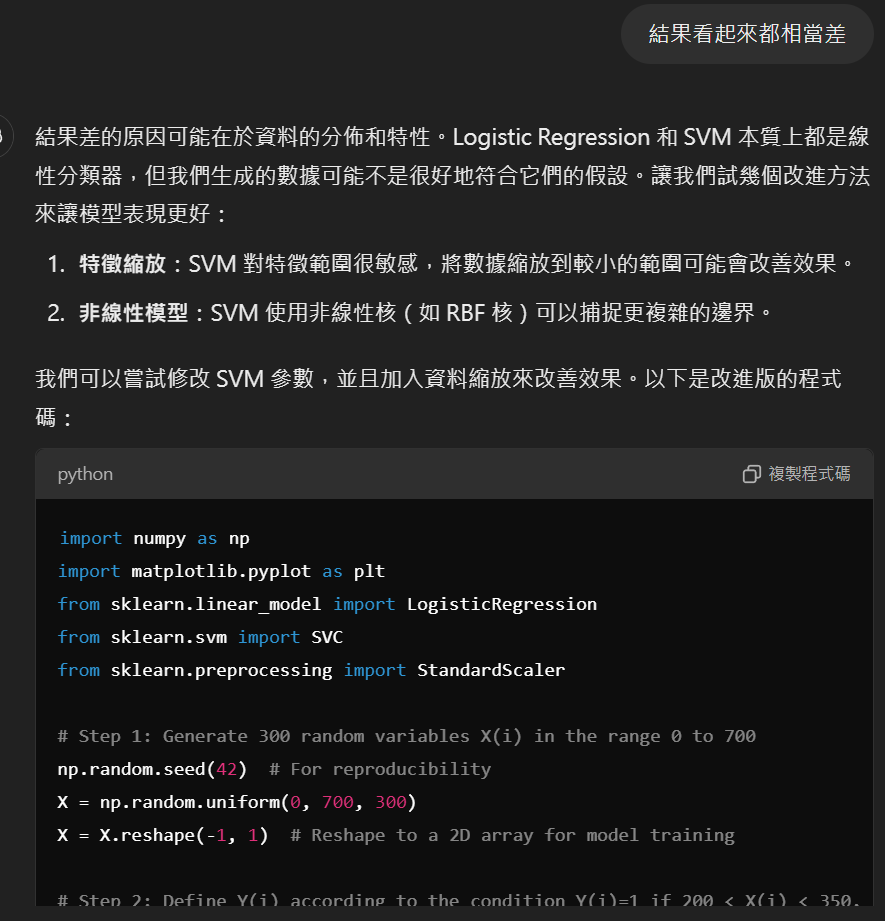 結果看起來都相當差
結果差的原因可能在於資料的分佈和特性。Logistic Regression 和 SVM 本質上都是線
性分類器，但我們生成的數據可能不是很好地符合它們的假設。讓我們試幾個改進方法
來讓模型表現更好：
1. 特徵縮放：SVM 對特徵範圍很敏感，將數據縮放到較小的範圍可能會改善效果。
2. 非線性模型：SVM 使用非線性核（如 RBF 核）可以捕捉更複雜的邊界。
我們可以嘗試修改 SVM 參數，並且加入資料縮放來改善效果。以下是改進版的程式
碼：
python
複製程式碼
import numpy as np
import matplotlib.pyplot as plt
from sklearn.linear_model import LogisticRegression
from sklearn.svm import SVC
from sklearn.preprocessing import StandardScaler
# Step 1: Generate 300 random variables X(i) in the range 0 to 700
np.random.seed(42)  # For reproducibility
X = np.random.uniform(0, 700, 300)
X = X.reshape(-1, 1)  # Reshape to a 2D array for model training
# Step 2: Define Y(i) according to the condition Y(i)=1 if 200 < X(i) < 350,